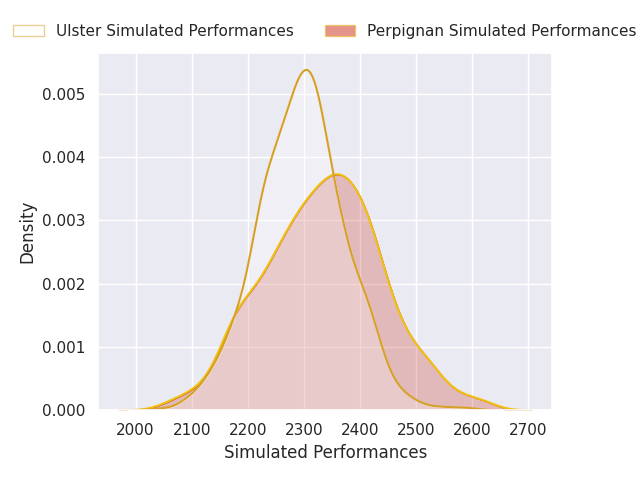 Ulster Simulated Performances
Perpignan Simulated Performances
0.005
0.004
0.003
0.002
0.001
0.000
Density
2000 2100 2200 2300 2400 2500 2600 2700
Simulated Performances